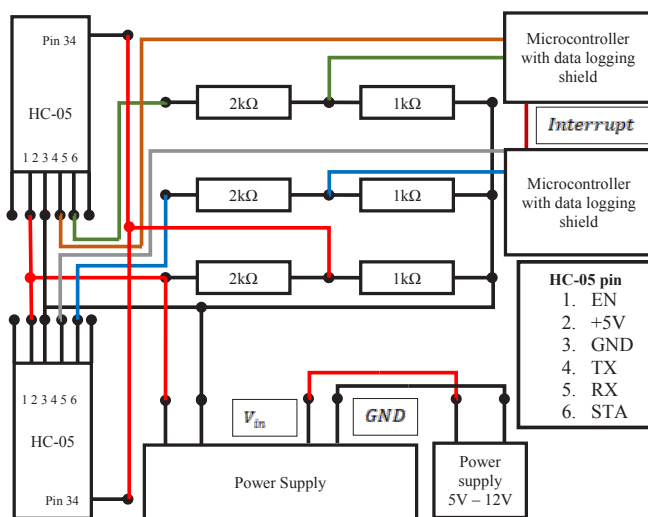 Pin 34
HC-05
1 2 3 4 5 6
Microcontroller
with data logging
shield
2kΩ
1kΩ
Interrupt
Microcontroller
with data logging
shield
2kΩ
1kΩ
2kΩ
1kΩ
HC-05 pin
1. EN
2. +5V
3. GND
4. TX
5. RX
6. STA
1 2 3 4 5 6
HC-05
Pin 34
Vin
GND
Power Supply
Power
supply
5V – 12V